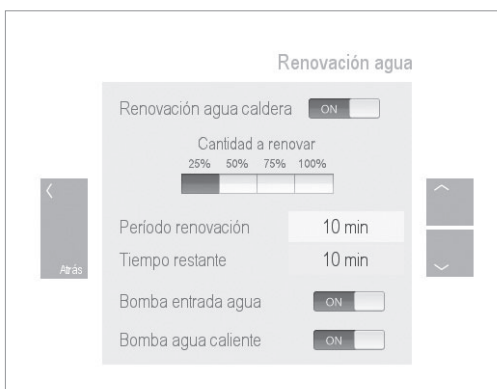 Renovación agua
Renovación agua caldera ON
Cantidad a renovar
25% 50% 75% 100%
Período renovación 10 min
Tiempo restante 10 min
Atrás
Bomba entrada agua ON
Bomba agua caliente ON